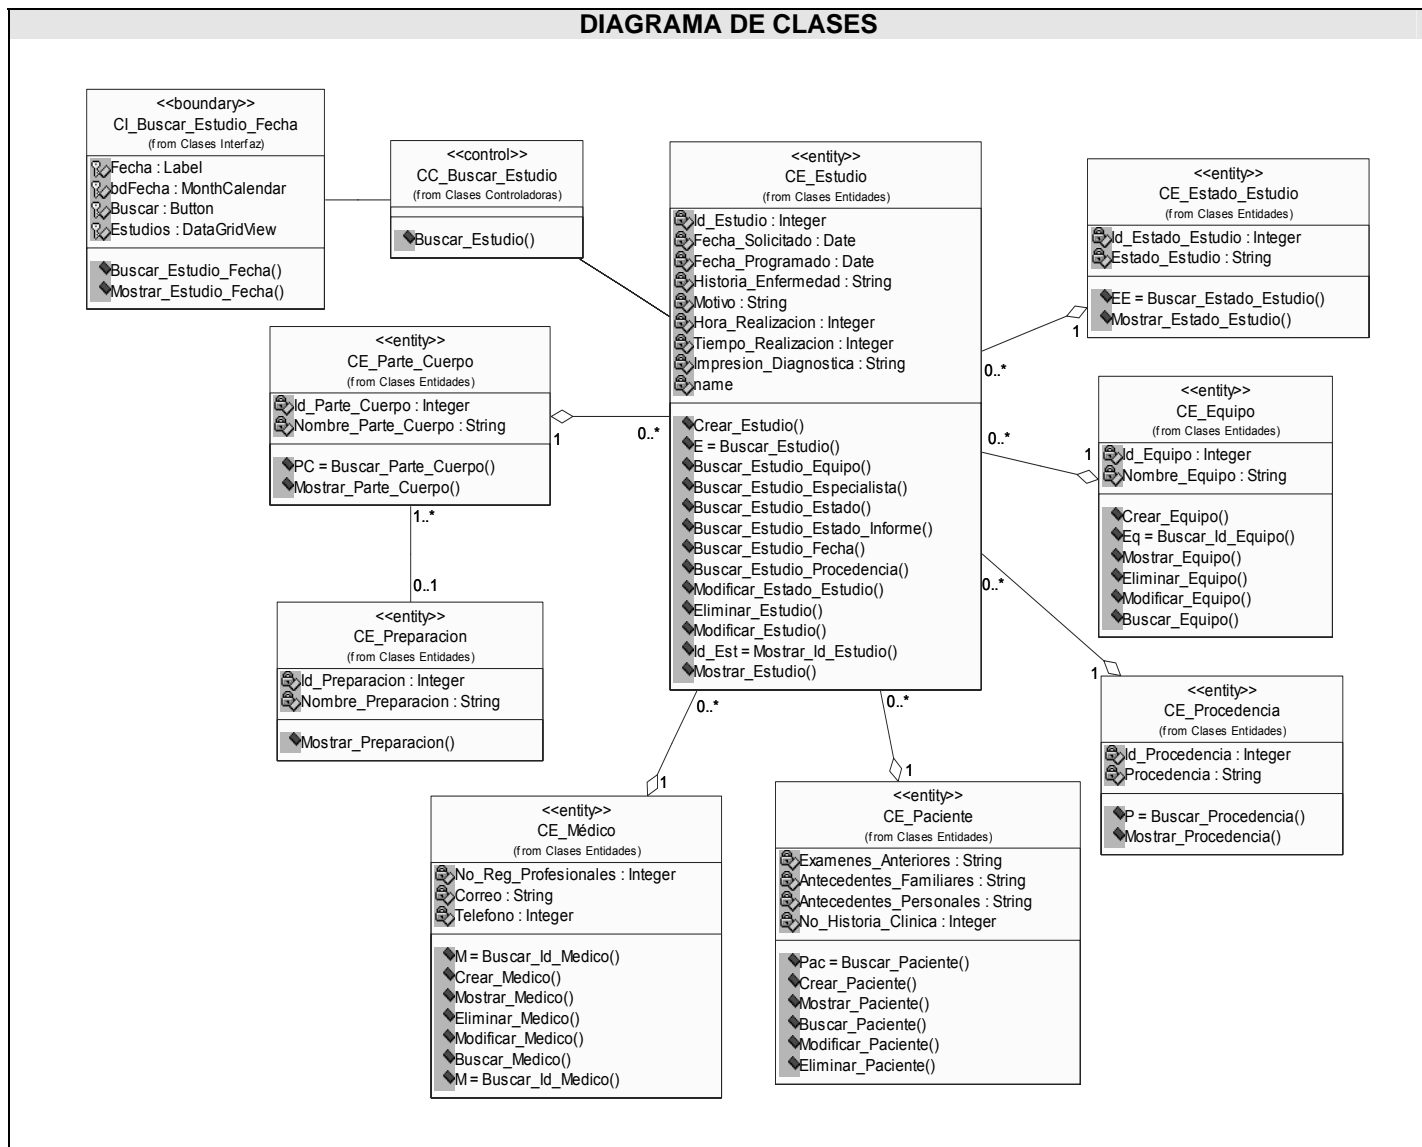 DIAGRAMA DE CLASES
<<boundary>>
CI_Buscar_Estudio_Fecha
(from Clases Interfaz)
Fecha : Label
bdFecha : MonthCalendar
Buscar : Button
Estudios : DataGridView
Buscar_Estudio_Fecha()
Mostrar_Estudio_Fecha()
<<control>>
CC_Buscar_Estudio
(from Clases Controladoras)
Buscar_Estudio()
<<entity>>
CE_Estudio
(from Clases Entidades)
Id_Estudio : Integer
Fecha_Solicitado : Date
Fecha_Programado : Date
Historia_Enfermedad : String
Motivo : String
Hora_Realizacion : Integer
Tiempo_Realizacion : Integer
Impresion_Diagnostica : String
name
Crear_Estudio()
E = Buscar_Estudio()
Buscar_Estudio_Equipo()
Buscar_Estudio_Especialista()
Buscar_Estudio_Estado()
Buscar_Estudio_Estado_Informe()
Buscar_Estudio_Fecha()
Buscar_Estudio_Procedencia()
Modificar_Estado_Estudio()
Eliminar_Estudio()
Modificar_Estudio()
Id_Est = Mostrar_Id_Estudio()
Mostrar_Estudio()
<<entity>>
CE_Estado_Estudio
(from Clases Entidades)
Id_Estado_Estudio : Integer
Estado_Estudio : String
EE = Buscar_Estado_Estudio()
Mostrar_Estado_Estudio()
1
0..*
<<entity>>
CE_Parte_Cuerpo
(from Clases Entidades)
Id_Parte_Cuerpo : Integer
Nombre_Parte_Cuerpo : String
PC = Buscar_Parte_Cuerpo()
Mostrar_Parte_Cuerpo()
1
0..*
1..*
0..1
<<entity>>
CE_Equipo
(from Clases Entidades)
Id_Equipo : Integer
Nombre_Equipo : String
Crear_Equipo()
Eq = Buscar_Id_Equipo()
Mostrar_Equipo()
Eliminar_Equipo()
Modificar_Equipo()
Buscar_Equipo()
0..*
1
0..*
1
<<entity>>
CE_Preparacion
(from Clases Entidades)
Id_Preparacion : Integer
Nombre_Preparacion : String
Mostrar_Preparacion()
<<entity>>
CE_Procedencia
(from Clases Entidades)
Id_Procedencia : Integer
Procedencia : String
P = Buscar_Procedencia()
Mostrar_Procedencia()
0..*
1
0..*
1
<<entity>>
CE_Médico
(from Clases Entidades)
No_Reg_Profesionales : Integer
Correo : String
Telefono : Integer
M = Buscar_Id_Medico()
Crear_Medico()
Mostrar_Medico()
Eliminar_Medico()
Modificar_Medico()
Buscar_Medico()
M = Buscar_Id_Medico()
<<entity>>
CE_Paciente
(from Clases Entidades)
Examenes_Anteriores : String
Antecedentes_Familiares : String
Antecedentes_Personales : String
No_Historia_Clinica : Integer
Pac = Buscar_Paciente()
Crear_Paciente()
Mostrar_Paciente()
Buscar_Paciente()
Modificar_Paciente()
Eliminar_Paciente()